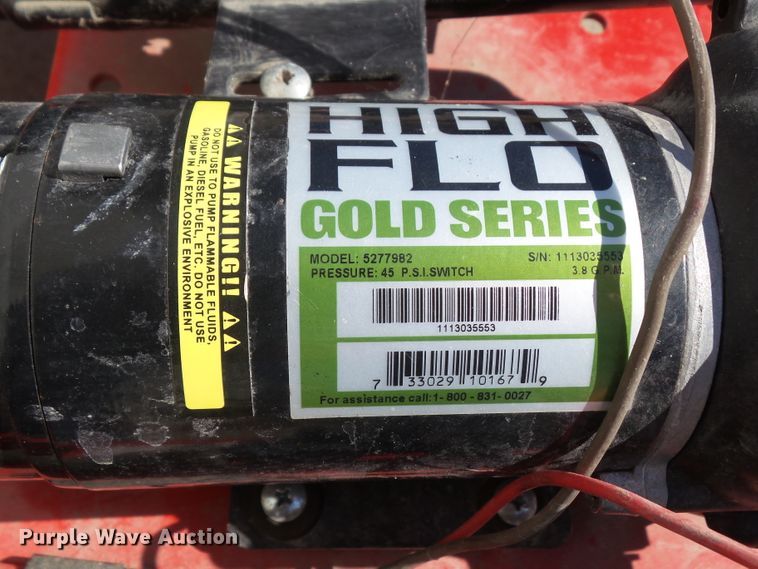 HIGH
FLO
GOLD SERIES
MODEL: 5277982 S/N: 1113035553
PRESSURE: 45 P.S.I.SWITCH 3.8 G.P.M.
1113035553
7 33029 10167 9
For assistance call:1- 800 - 831- 0027
WARNING!!
DO NOT USE TO PUMP FLAMMABLE FLUIDS,
GASOLINE, DIESEL FUEL, ETC. DO NOT USE
PUMP IN AN EXPLOSIVE ENVIRONMENT
Purple Wave Auction